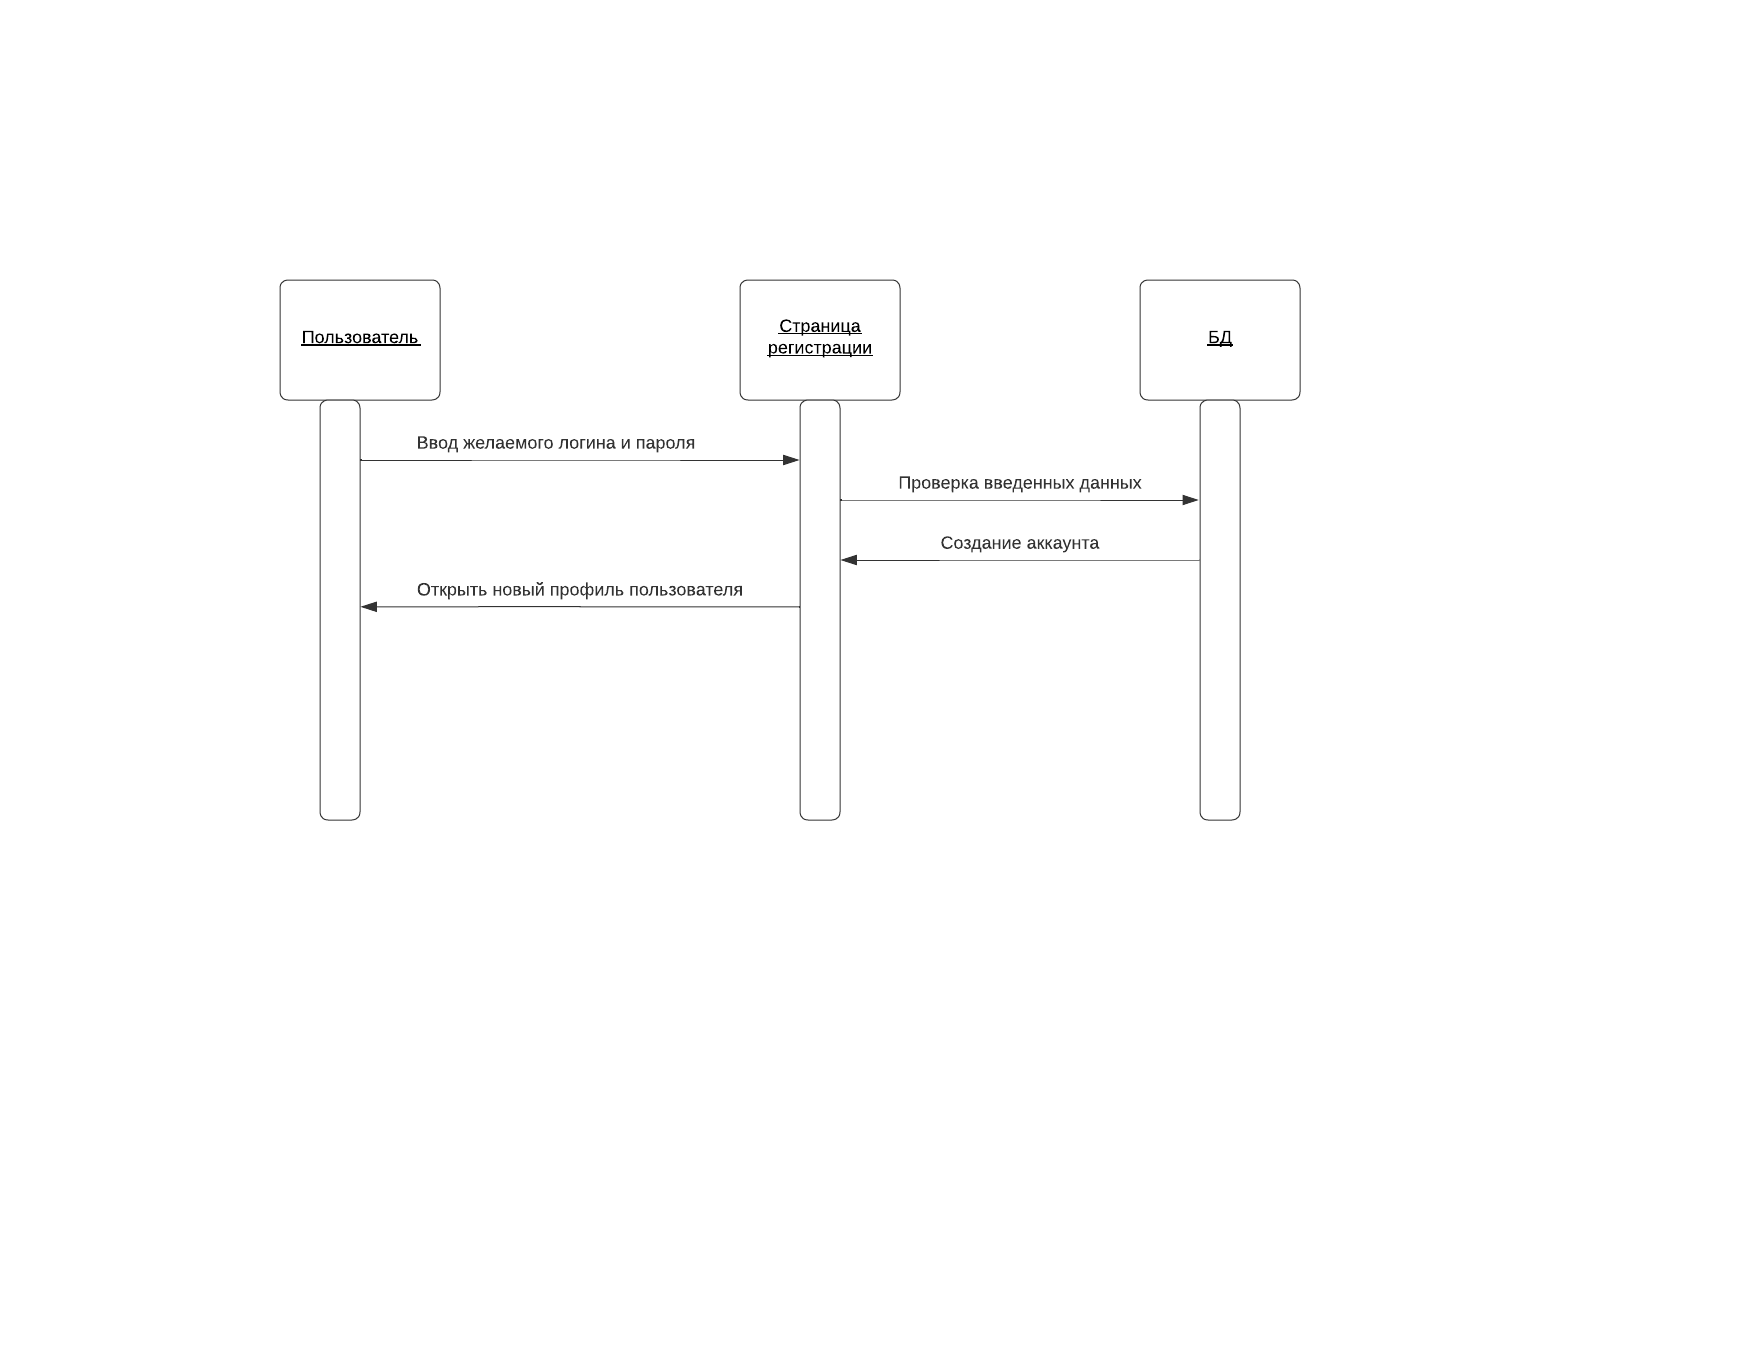 Пользователь
Страница
регистрации
БД
Ввод желаемого логина и пароля
Проверка введенных данных
Создание аккаунта
Открыть новый профиль пользователя